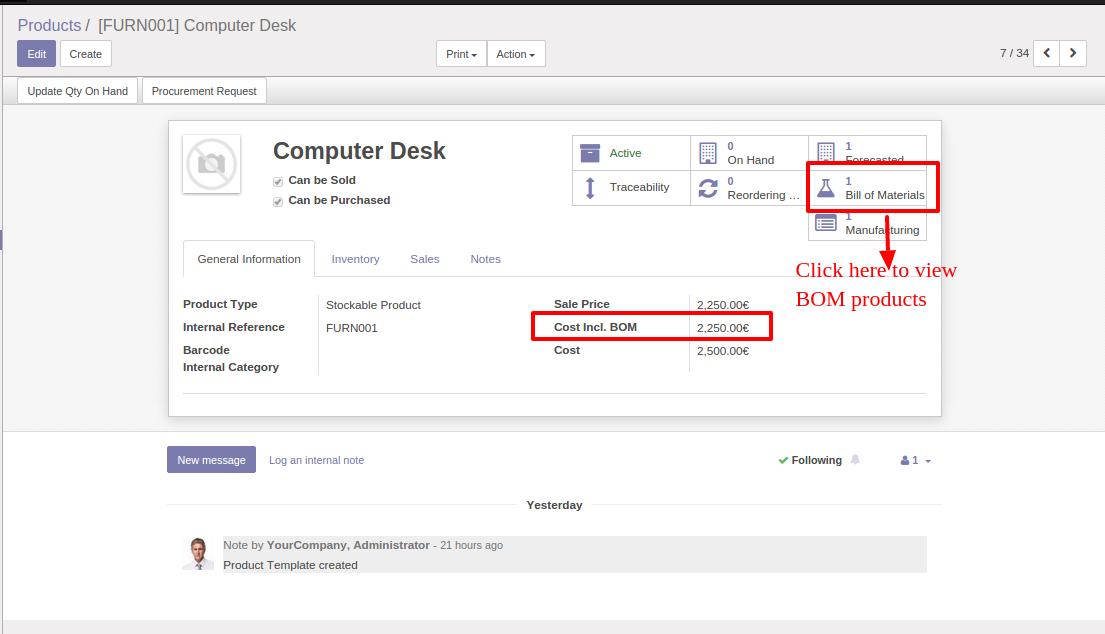 Products / [FURN001] Computer Desk
Edit Create Print Action 7 / 34
Update Qty On Hand Procurement Request
Computer Desk
Can be Sold
Can be Purchased
Active 0 On Hand 1 Forecasted
Traceability 0 Reordering ... 1 Bill of Materials
1 Manufacturing
Click here to view
BOM products
General Information Inventory Sales Notes
Product Type Stockable Product Sale Price 2,250.00€
Internal Reference FURN001 Cost Incl. BOM 2,250.00€
Barcode Cost 2,500.00€
Internal Category
New message Log an internal note Following 1
Yesterday
Note by YourCompany, Administrator - 21 hours ago
Product Template created